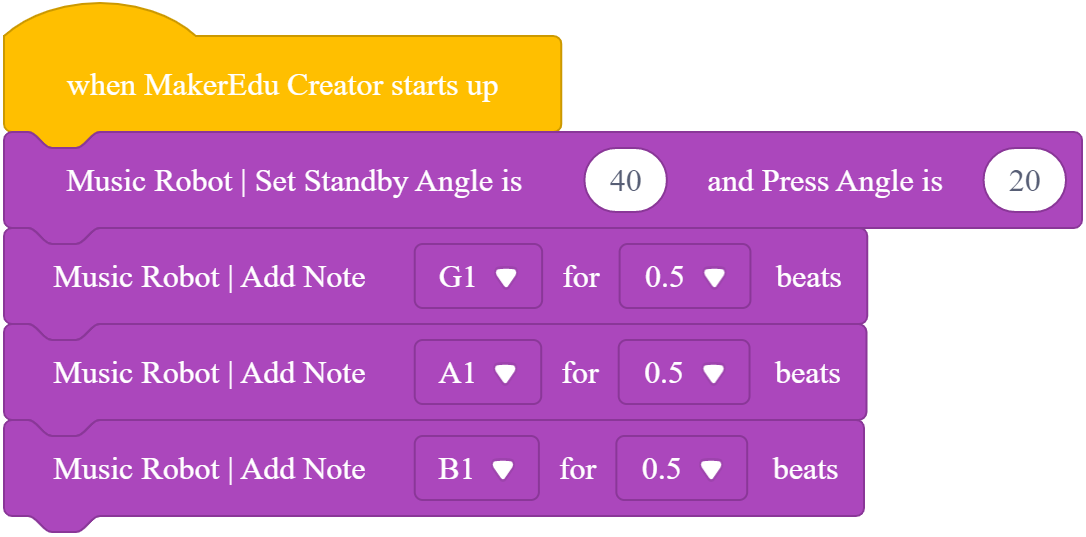 when MakerEdu Creator starts up
Music Robot | Set Standby Angle is 40 and Press Angle is 20
Music Robot | Add Note G1 for 0.5 beats
Music Robot | Add Note A1 for 0.5 beats
Music Robot | Add Note B1 for 0.5 beats